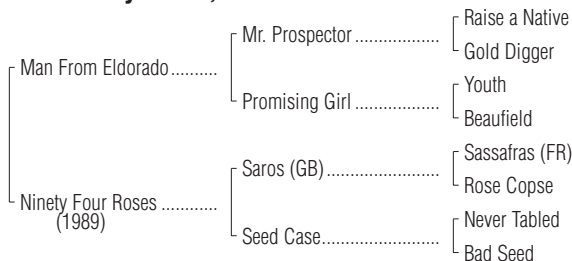 Raise a Native
Mr. Prospector ..................
Gold Digger
Man From Eldorado ..........
Youth
Promising Girl ..................
Beaufield
Sassafras (FR)
Saros (GB) ........................
Rose Copse
Ninety Four Roses ............
(1989)
Never Tabled
Seed Case.........................
Bad Seed